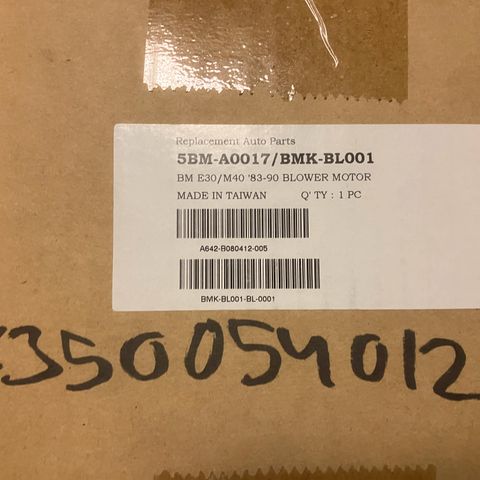 Replacement Auto Parts
5BM-A0017/BMK-BL001
BM E30/M40 '83-90 BLOWER MOTOR
MADE IN TAIWAN Q' TY : 1 PC
A642-B080412-005
BMK-BL001-BL-0001
350054012